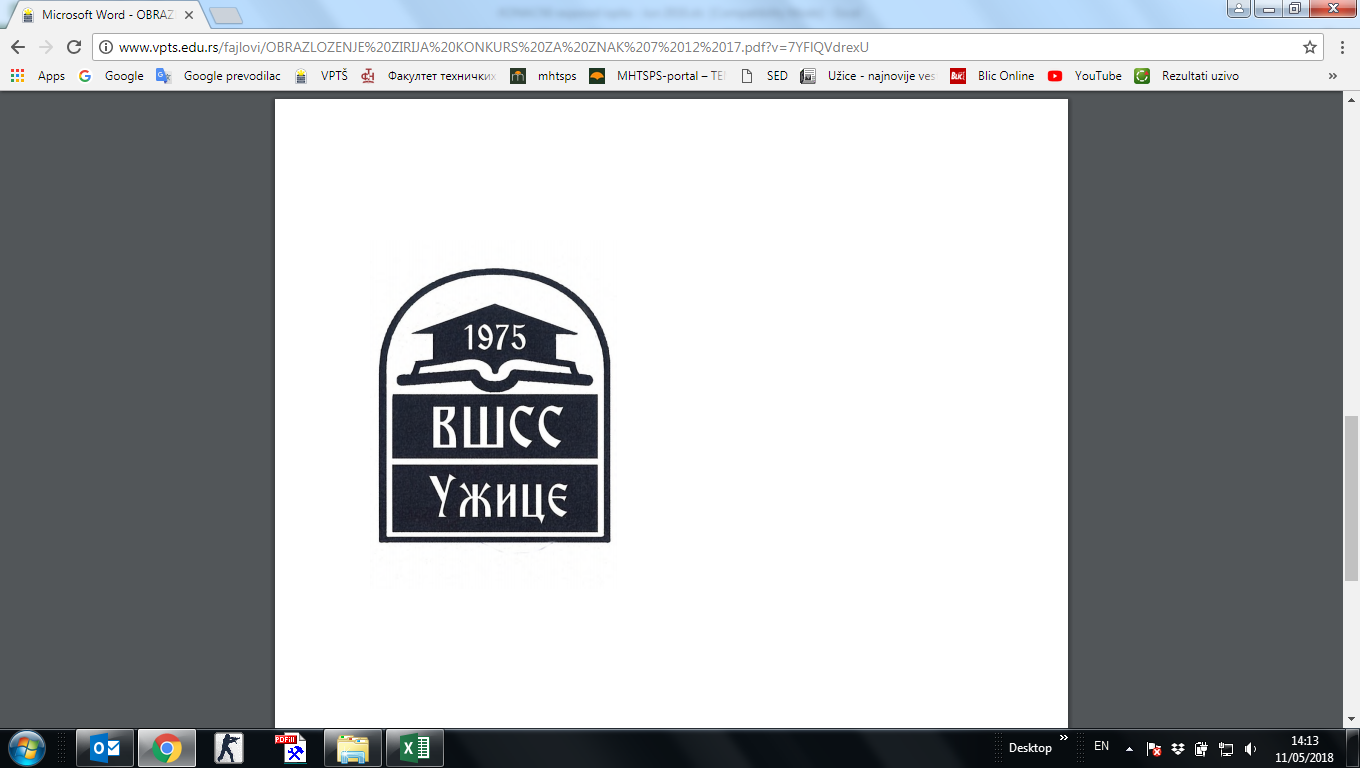 Microsoft Word - OBRAZ
www.vpts.edu.rs/fajlovi/OBRAZLOZENJE%20ZIRIJA%20KONKURS%20ZA%20ZNAK%207%2012%2017.pdf?v=7YFlQVdrexU
Apps Google Google prevodilac VPTŠ Факултет техничких mhtsps MHTSPS-portal – TE SED Užice - najnovije ves Blic Online YouTube Rezultati uzivo »
1975
ВШСС
Ужице
Desktop » EN 14:13
11/05/2018